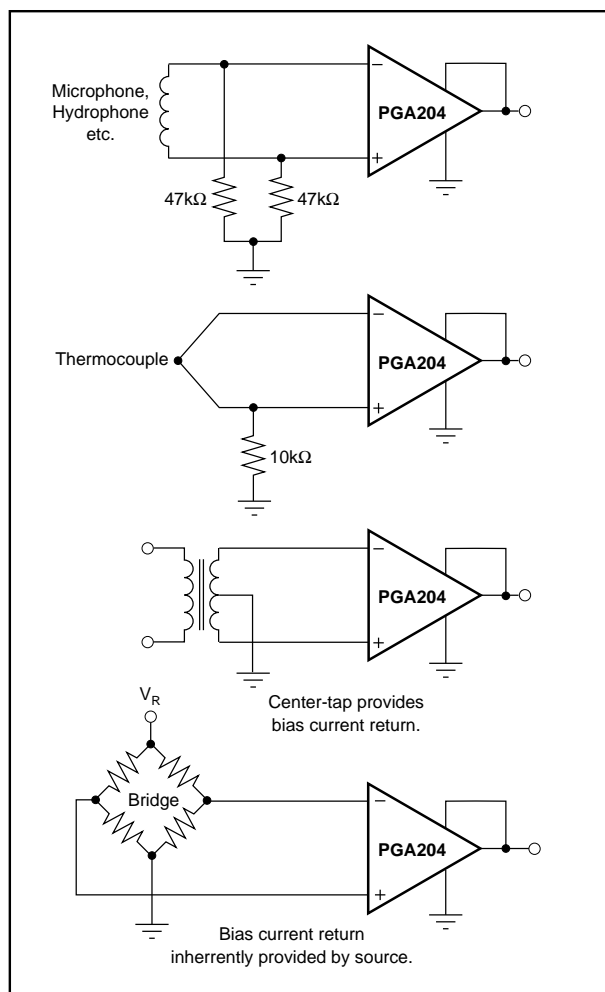 Microphone,
Hydrophone
etc.
−
PGA204
+
47kΩ
47kΩ
−
Thermocouple
PGA204
+
10kΩ
−
PGA204
+
Center-tap provides
bias current return.
VR
Bridge
−
PGA204
+
Bias current return
inherrently provided by source.